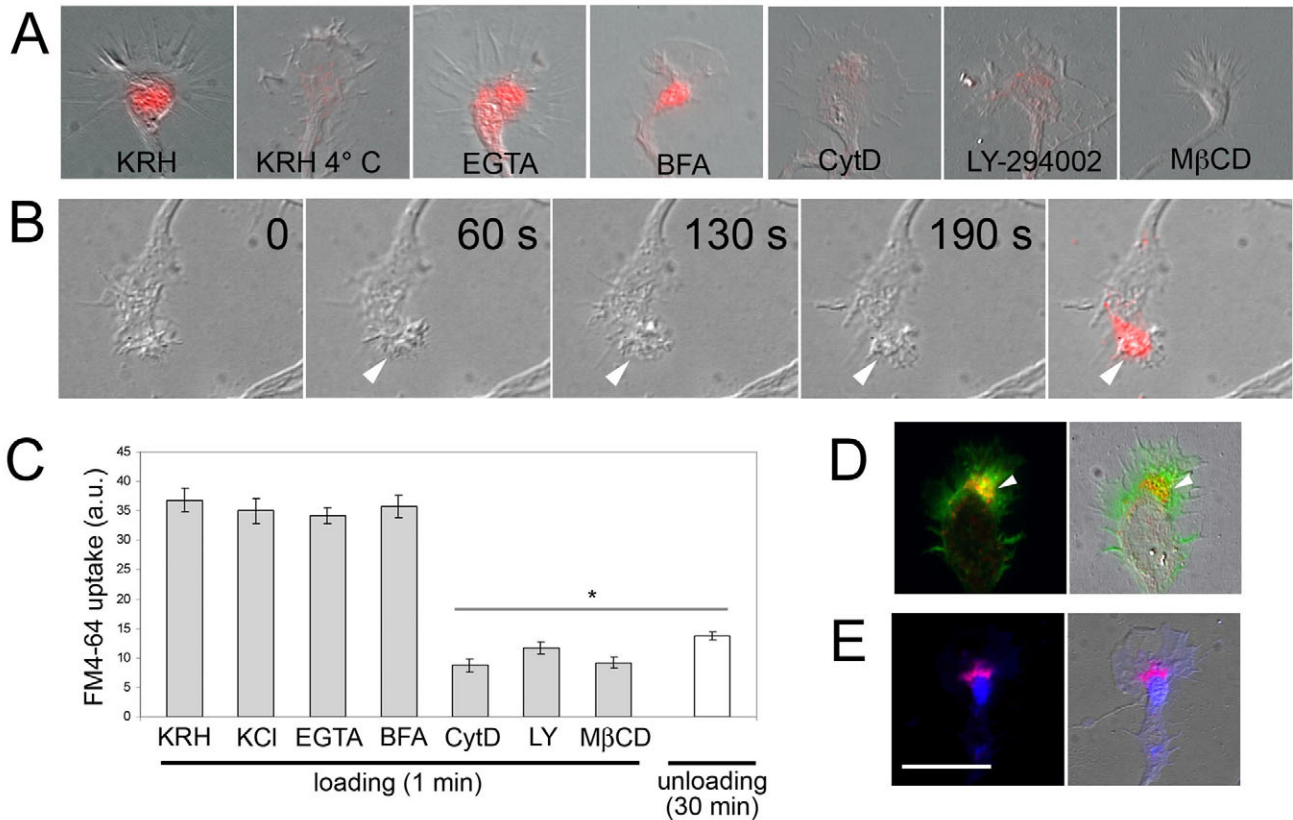 A
KRH
KRH 4° C
EGTA
BFA
CytD
LY-294002
MβCD
B
0
60 s
130 s
190 s
C
FM4-64 uptake (a.u.)
45
40
35
30
25
20
15
10
5
0
*
KRH KCl EGTA BFA CytD LY MβCD
loading (1 min)
unloading
(30 min)
D
E